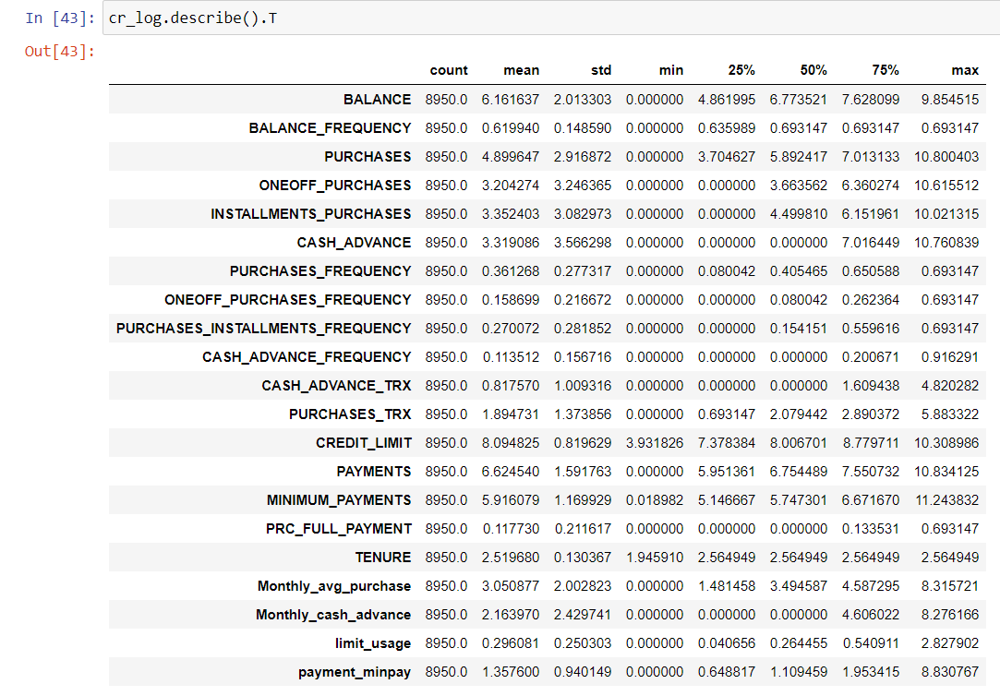 In [43]: cr_log.describe().T
Out[43]:
count mean std min 25% 50% 75% max
BALANCE 8950.0 6.161637 2.013303 0.000000 4.861995 6.773521 7.628099 9.854515
BALANCE_FREQUENCY 8950.0 0.619940 0.148590 0.000000 0.635989 0.693147 0.693147 0.693147
PURCHASES 8950.0 4.899647 2.916872 0.000000 3.704627 5.892417 7.013133 10.800403
ONEOFF_PURCHASES 8950.0 3.204274 3.246365 0.000000 0.000000 3.663562 6.360274 10.615512
INSTALLMENTS_PURCHASES 8950.0 3.352403 3.082973 0.000000 0.000000 4.499810 6.151961 10.021315
CASH_ADVANCE 8950.0 3.319086 3.566298 0.000000 0.000000 0.000000 7.016449 10.760839
PURCHASES_FREQUENCY 8950.0 0.361268 0.277317 0.000000 0.080042 0.405465 0.650588 0.693147
ONEOFF_PURCHASES_FREQUENCY 8950.0 0.158699 0.216672 0.000000 0.000000 0.080042 0.262364 0.693147
PURCHASES_INSTALLMENTS_FREQUENCY 8950.0 0.270072 0.281852 0.000000 0.000000 0.154151 0.559616 0.693147
CASH_ADVANCE_FREQUENCY 8950.0 0.113512 0.156716 0.000000 0.000000 0.000000 0.200671 0.916291
CASH_ADVANCE_TRX 8950.0 0.817570 1.009316 0.000000 0.000000 0.000000 1.609438 4.820282
PURCHASES_TRX 8950.0 1.894731 1.373856 0.000000 0.693147 2.079442 2.890372 5.883322
CREDIT_LIMIT 8950.0 8.094825 0.819629 3.931826 7.378384 8.006701 8.779711 10.308986
PAYMENTS 8950.0 6.624540 1.591763 0.000000 5.951361 6.754489 7.550732 10.834125
MINIMUM_PAYMENTS 8950.0 5.916079 1.169929 0.018982 5.146667 5.747301 6.671670 11.243832
PRC_FULL_PAYMENT 8950.0 0.117730 0.211617 0.000000 0.000000 0.000000 0.133531 0.693147
TENURE 8950.0 2.519680 0.130367 1.945910 2.564949 2.564949 2.564949 2.564949
Monthly_avg_purchase 8950.0 3.050877 2.002823 0.000000 1.481458 3.494587 4.587295 8.315721
Monthly_cash_advance 8950.0 2.163970 2.429741 0.000000 0.000000 0.000000 4.606022 8.276166
limit_usage 8950.0 0.296081 0.250303 0.000000 0.040656 0.264455 0.540911 2.827902
payment_minpay 8950.0 1.357600 0.940149 0.000000 0.648817 1.109459 1.953415 8.830767